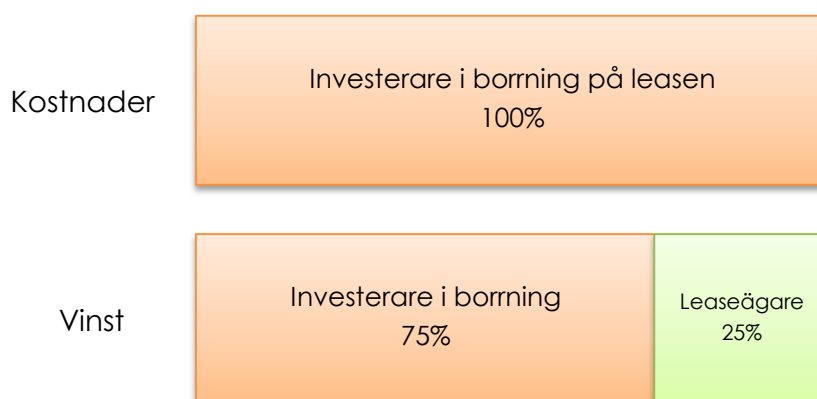 Kostnader
Investerare i borrning på leasen
100%
Vinst
Investerare i borrning
75%
Leaseägare
25%